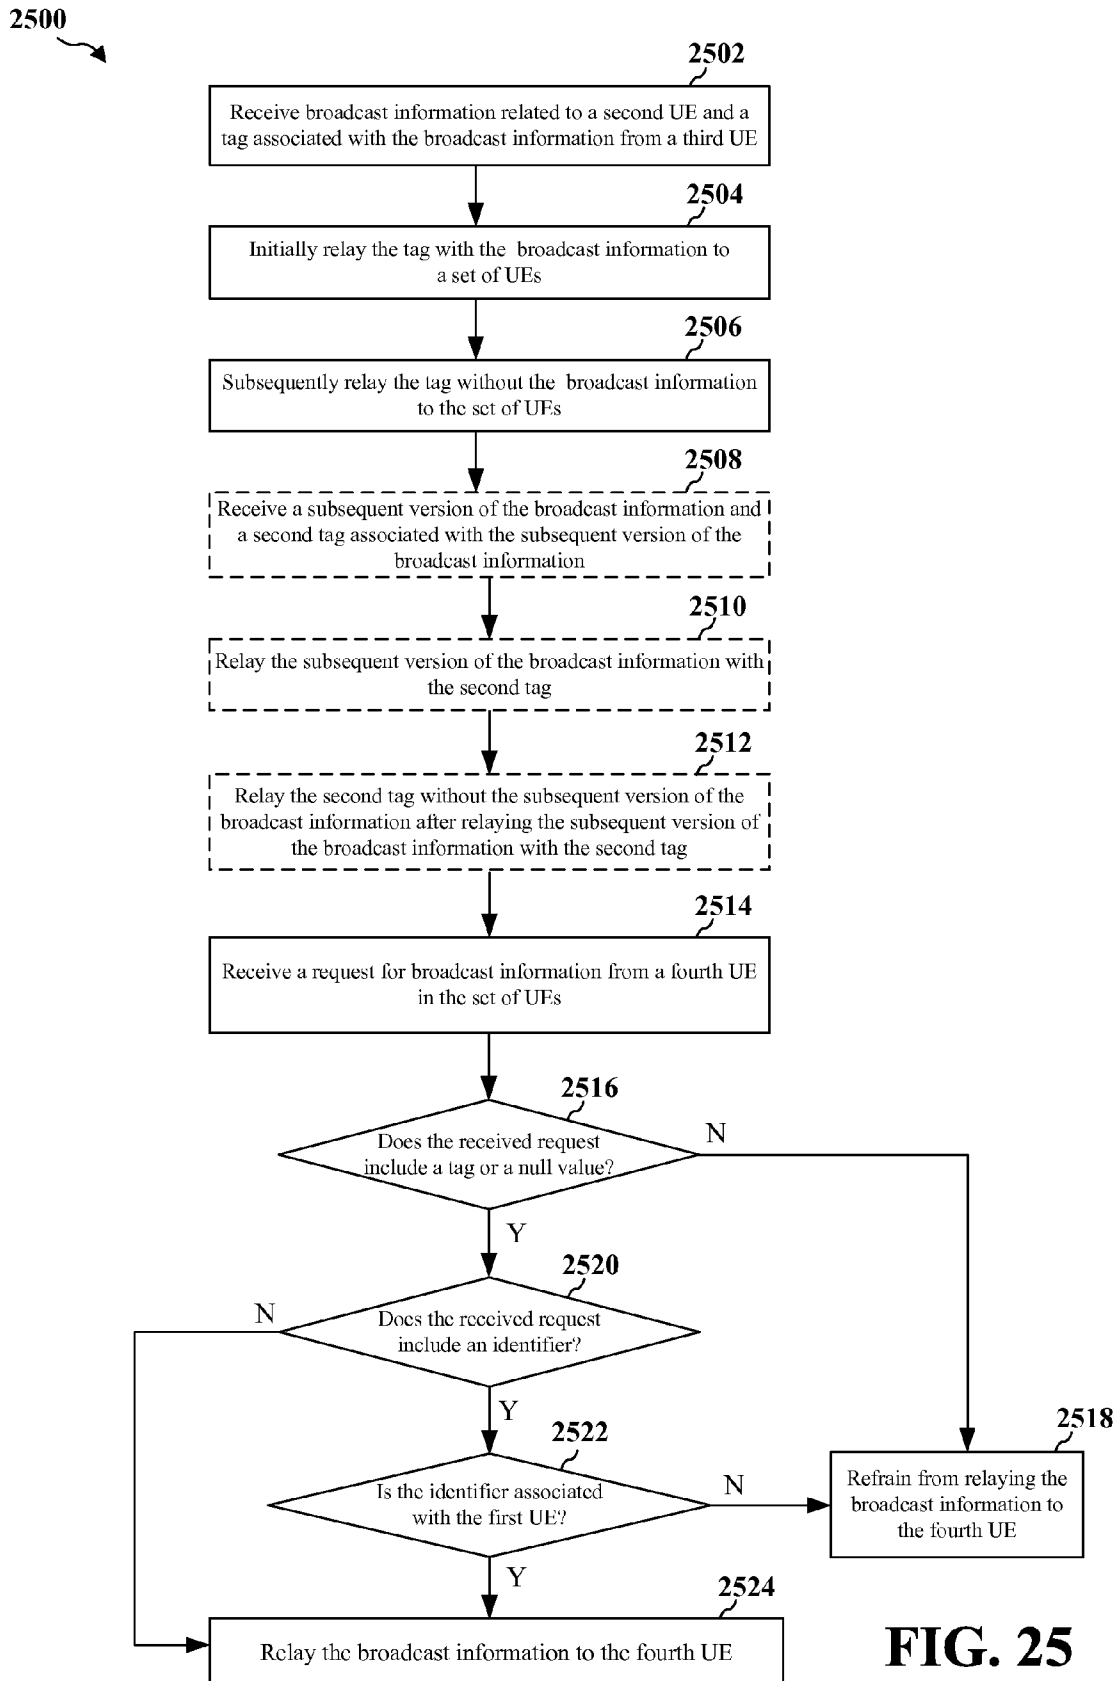 2500
2502
Receive broadcast information related to a second UE and a
tag associated with the broadcast information from a third UE
2504
Initially relay the tag with the broadcast information to
a set of UEs
2506
Subsequently relay the tag without the broadcast information
to the set of UEs
2508
Receive a subsequent version of the broadcast information and
a second tag associated with the subsequent version of the
broadcast information
2510
Relay the subsequent version of the broadcast information with
the second tag
2512
Relay the second tag without the subsequent version of the
broadcast information after relaying the subsequent version of
the broadcast information with the second tag
2514
Receive a request for broadcast information from a fourth UE
in the set of UEs
2516
Does the received request
include a tag or a null value?
N
Y
2520
Does the received request
include an identifier?
N
Y
2522
Is the identifier associated
with the first UE?
N
Y
2518
Refrain from relaying the
broadcast information to
the fourth UE
2524
Relay the broadcast information to the fourth UE
FIG. 25